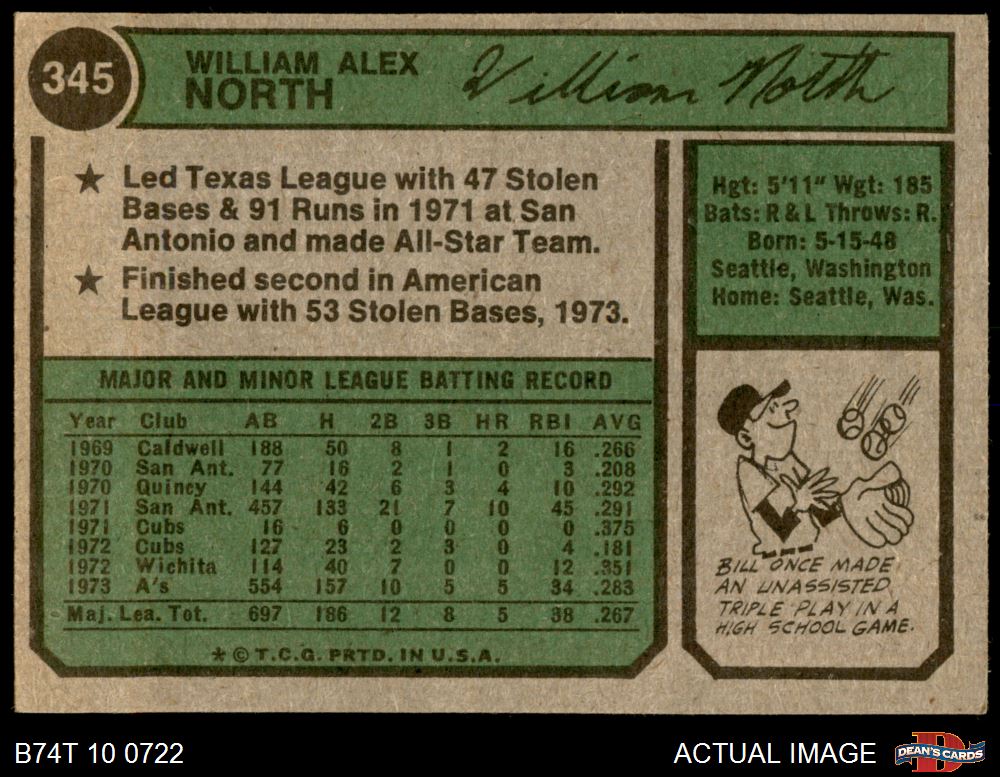 345
WILLIAM ALEX
NORTH
William North
★ Led Texas League with 47 Stolen
Bases & 91 Runs in 1971 at San
Antonio and made All-Star Team.
★ Finished second in American
League with 53 Stolen Bases, 1973.
Hgt: 5'11" Wgt: 185
Bats: R & L Throws: R.
Born: 5-15-48
Seattle, Washington
Home: Seattle, Was.
MAJOR AND MINOR LEAGUE BATTING RECORD
Year Club AB H 2B 3B HR RBI AVG
1969 Caldwell 188 50 8 1 2 16 .266
1970 San Ant. 77 16 2 1 0 3 .208
1970 Quincy 144 42 6 3 4 10 .292
1971 San Ant. 457 133 21 7 10 45 .291
1971 Cubs 16 6 0 0 0 0 .375
1972 Cubs 127 23 2 3 0 4 .181
1972 Wichita 114 40 7 0 0 12 .351
1973 A's 554 157 10 5 5 34 .283
Maj. Lea. Tot. 697 186 12 8 5 38 .267
* © T.C.G. PRTD. IN U.S.A.
BILL ONCE MADE
AN UNASSISTED
TRIPLE PLAY IN A
HIGH SCHOOL GAME.
B74T 10 0722
ACTUAL IMAGE
D
DEAN'S CARDS